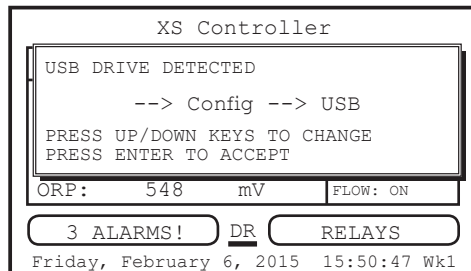 XS Controller
USB DRIVE DETECTED
--> Config --> USB
PRESS UP/DOWN KEYS TO CHANGE
PRESS ENTER TO ACCEPT
ORP: 548 mV FLOW: ON
3 ALARMS! DR RELAYS
Friday, February 6, 2015 15:50:47 Wk1